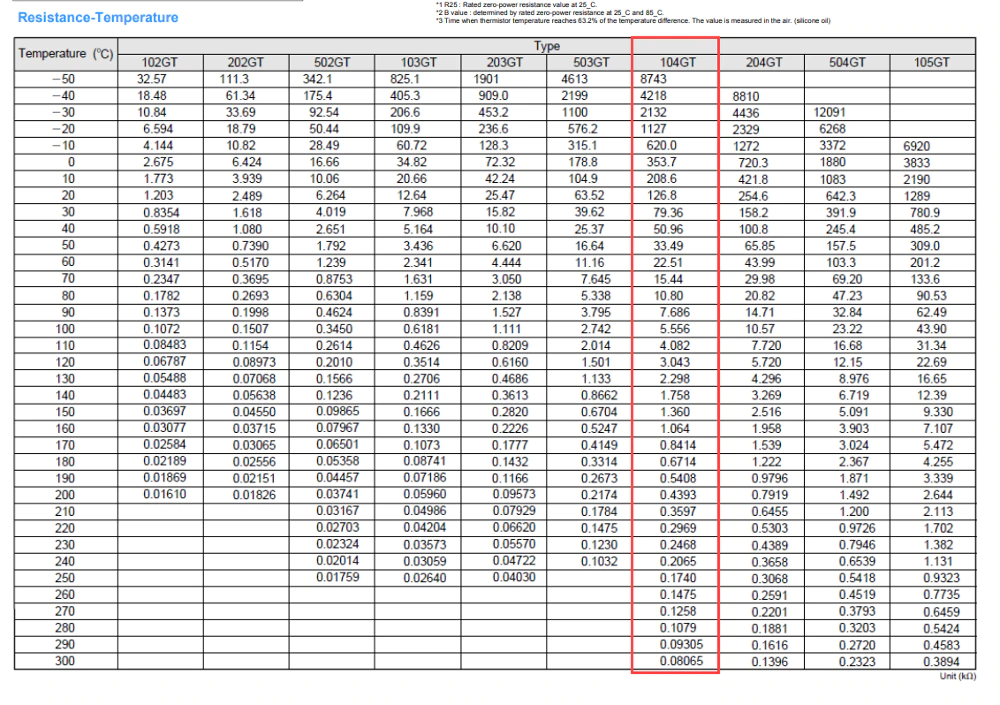 *1 R25 : Rated zero-power resistance value at 25_C.
*2 B value : determined by rated zero-power resistance at 25_C and 85_C.
*3 Time when thermistor temperature reaches 63.2% of the temperature difference. The value is measured in the air. (silicone oil)
Resistance-Temperature
Temperature (℃) Type
102GT 202GT 502GT 103GT 203GT 503GT 104GT 204GT 504GT 105GT
−50 32.57 111.3 342.1 825.1 1901 4613 8743
−40 18.48 61.34 175.4 405.3 909.0 2199 4218 8810
−30 10.84 33.69 92.54 206.6 453.2 1100 2132 4436 12091
−20 6.594 18.79 50.44 109.9 236.6 576.2 1127 2329 6268
−10 4.144 10.82 28.49 60.72 128.3 315.1 620.0 1272 3372 6920
0 2.675 6.424 16.66 34.82 72.32 178.8 353.7 720.3 1880 3833
10 1.773 3.939 10.06 20.66 42.24 104.9 208.6 421.8 1083 2190
20 1.203 2.489 6.264 12.64 25.47 63.52 126.8 254.6 642.3 1289
30 0.8354 1.618 4.019 7.968 15.82 39.62 79.36 158.2 391.9 780.9
40 0.5918 1.080 2.651 5.164 10.10 25.37 50.96 100.8 245.4 485.2
50 0.4273 0.7390 1.792 3.436 6.620 16.64 33.49 65.85 157.5 309.0
60 0.3141 0.5170 1.239 2.341 4.444 11.16 22.51 43.99 103.3 201.2
70 0.2347 0.3695 0.8753 1.631 3.050 7.645 15.44 29.98 69.20 133.6
80 0.1782 0.2693 0.6304 1.159 2.138 5.338 10.80 20.82 47.23 90.53
90 0.1373 0.1998 0.4624 0.8391 1.527 3.795 7.686 14.71 32.84 62.49
100 0.1072 0.1507 0.3450 0.6181 1.111 2.742 5.556 10.57 23.22 43.90
110 0.08483 0.1154 0.2614 0.4626 0.8209 2.014 4.082 7.720 16.68 31.34
120 0.06787 0.08973 0.2010 0.3514 0.6160 1.501 3.043 5.720 12.15 22.69
130 0.05488 0.07068 0.1566 0.2706 0.4686 1.133 2.298 4.296 8.976 16.65
140 0.04483 0.05638 0.1236 0.2111 0.3613 0.8662 1.758 3.269 6.719 12.39
150 0.03697 0.04550 0.09865 0.1666 0.2820 0.6704 1.360 2.516 5.091 9.330
160 0.03077 0.03715 0.07967 0.1330 0.2226 0.5247 1.064 1.958 3.903 7.107
170 0.02584 0.03065 0.06501 0.1073 0.1777 0.4149 0.8414 1.539 3.024 5.472
180 0.02189 0.02556 0.05358 0.08741 0.1432 0.3314 0.6714 1.222 2.367 4.255
190 0.01869 0.02151 0.04457 0.07186 0.1166 0.2673 0.5408 0.9796 1.871 3.339
200 0.01610 0.01826 0.03741 0.05960 0.09573 0.2174 0.4393 0.7919 1.492 2.644
210 0.03167 0.04986 0.07929 0.1784 0.3597 0.6455 1.200 2.113
220 0.02703 0.04204 0.06620 0.1475 0.2969 0.5303 0.9726 1.702
230 0.02324 0.03573 0.05570 0.1230 0.2468 0.4389 0.7946 1.382
240 0.02014 0.03059 0.04722 0.1032 0.2065 0.3658 0.6539 1.131
250 0.01759 0.02640 0.04030 0.1740 0.3068 0.5418 0.9323
260 0.1475 0.2591 0.4519 0.7735
270 0.1258 0.2201 0.3793 0.6459
280 0.1079 0.1881 0.3203 0.5424
290 0.09305 0.1616 0.2720 0.4583
300 0.08065 0.1396 0.2323 0.3894
Unit (kΩ)